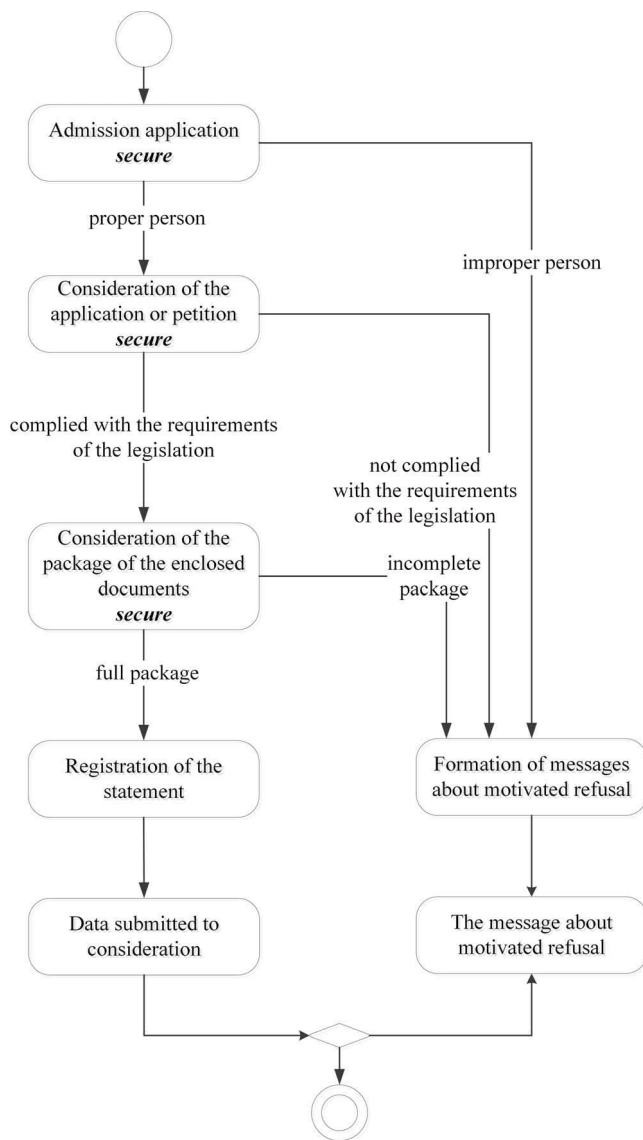 Admission application
secure
proper person
improper person
Consideration of the
application or petition
secure
complied with the requirements
of the legislation
not complied
with the requirements
of the legislation
Consideration of the
package of the enclosed
documents
secure
incomplete
package
full package
Registration of the
statement
Formation of messages
about motivated refusal
Data submitted to
consideration
The message about
motivated refusal